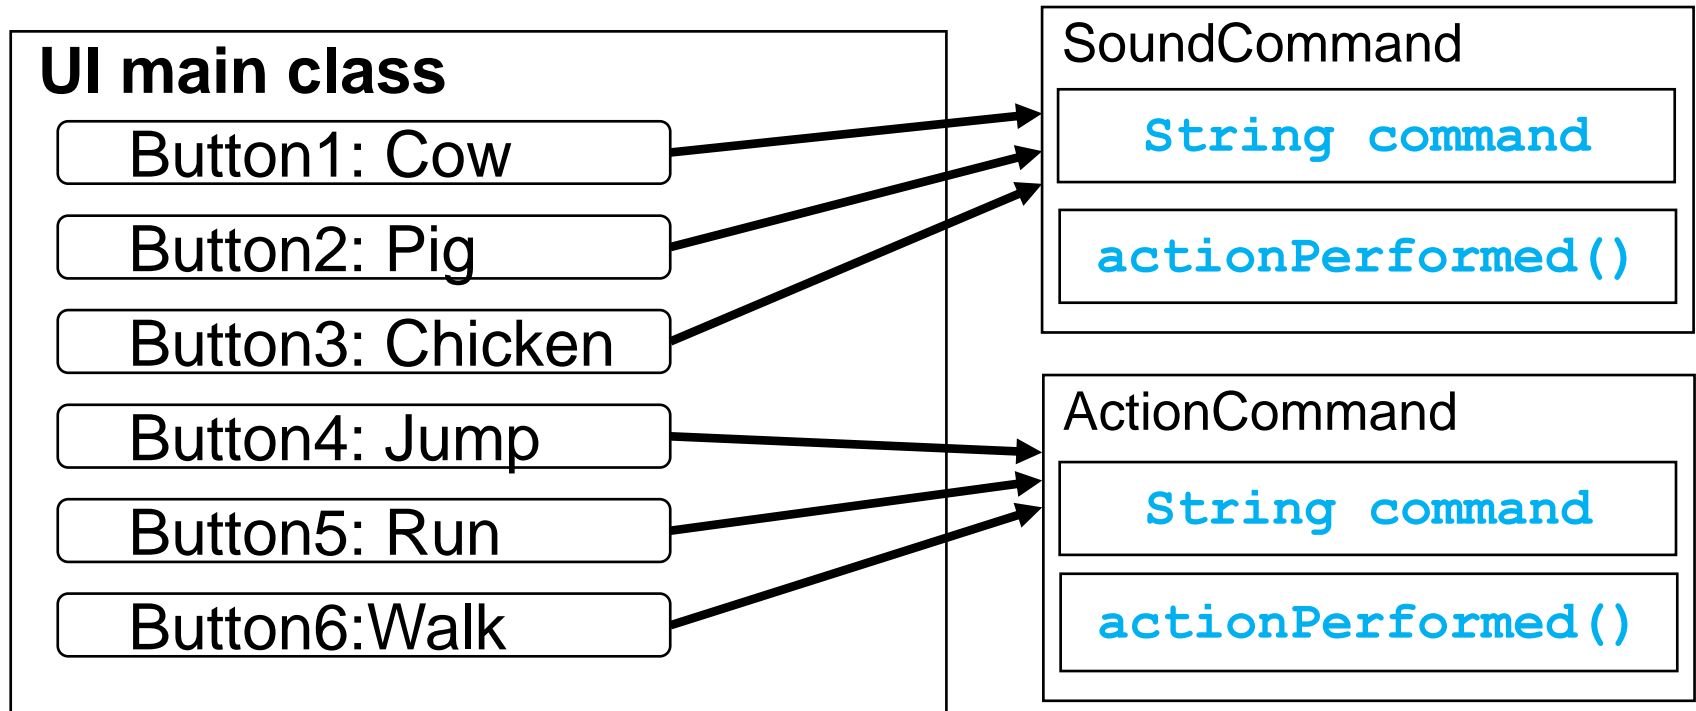 UI main class
Button1: Cow
Button2: Pig
Button3: Chicken
Button4: Jump
Button5: Run
Button6:Walk
SoundCommand
String command
actionPerformed()
ActionCommand
String command
actionPerformed()